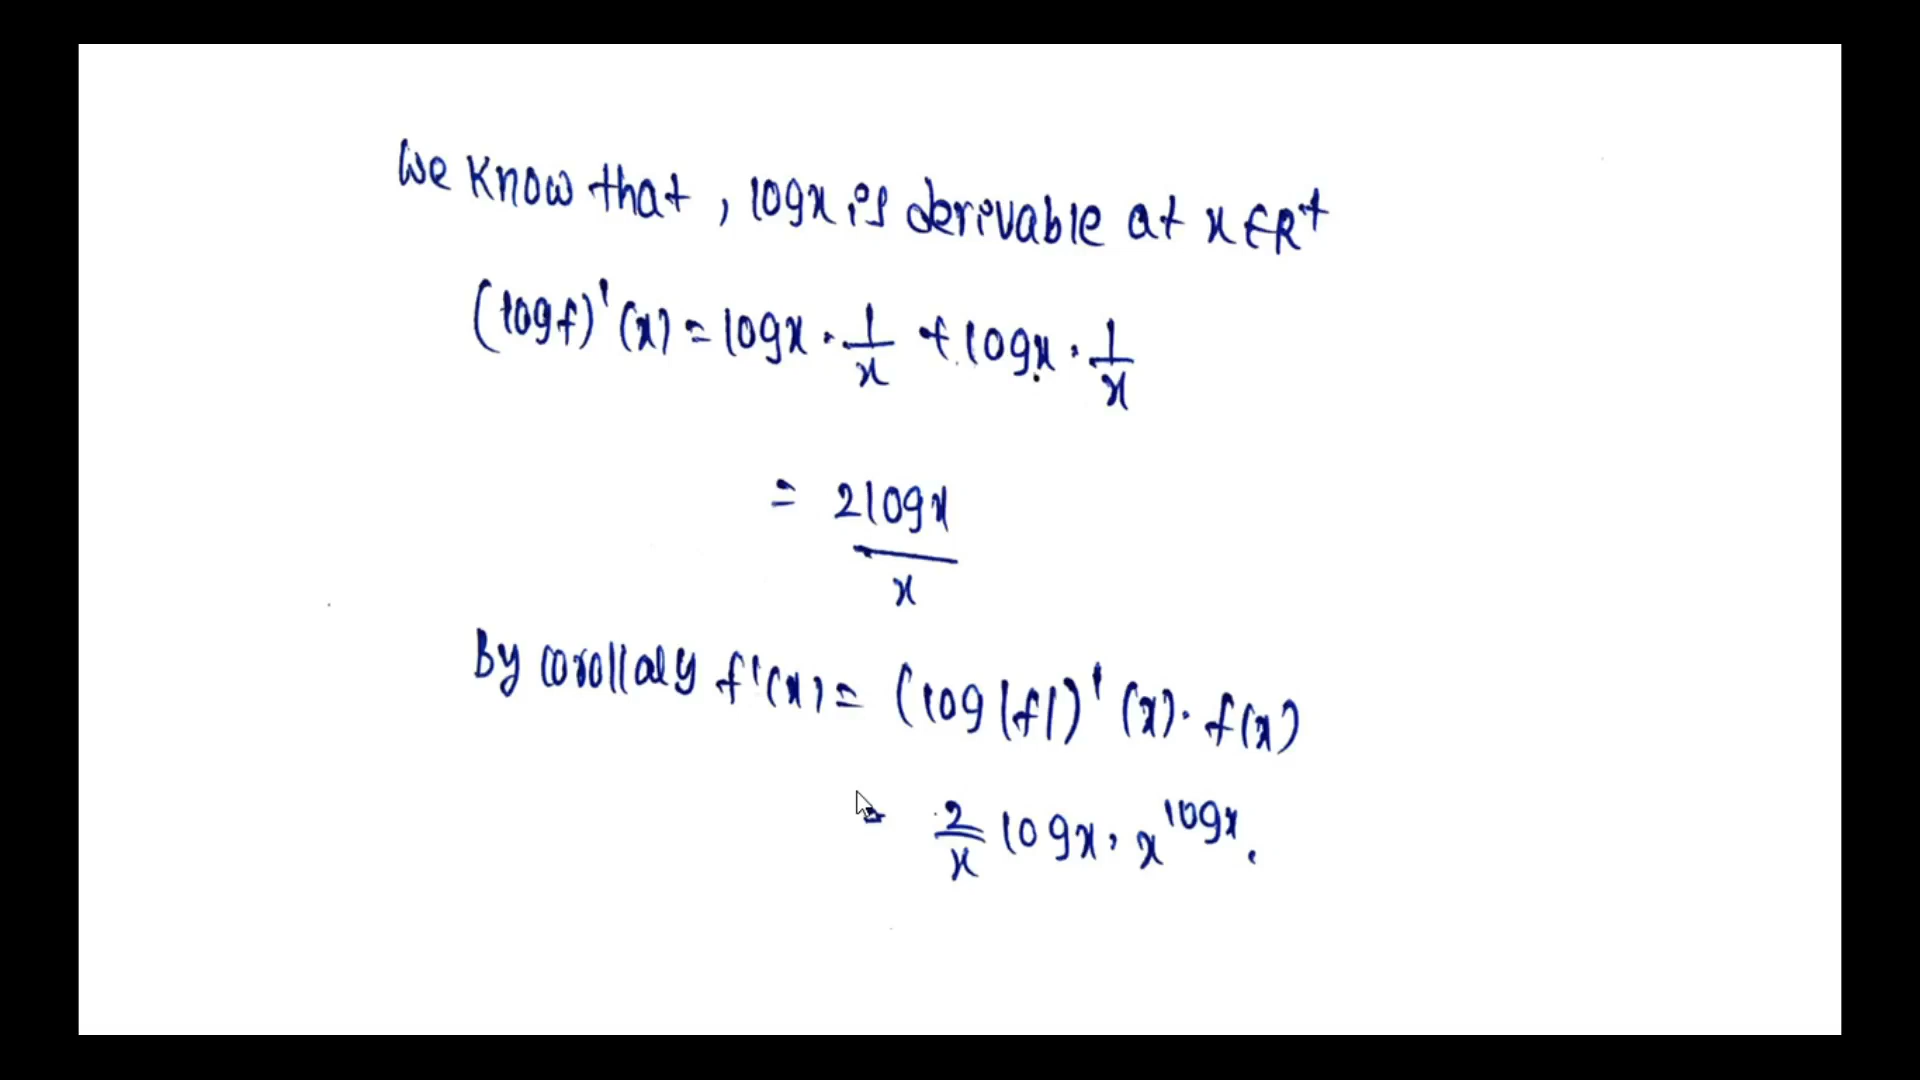 We know that, logx is derivable at x∈R⁺
(logf)'(x) = logx · 1/x + logx · 1/x
= 2logx/x
By corollary f'(x) = (log|f|)'(x) · f(x)
= 2/x logx, x^logx.